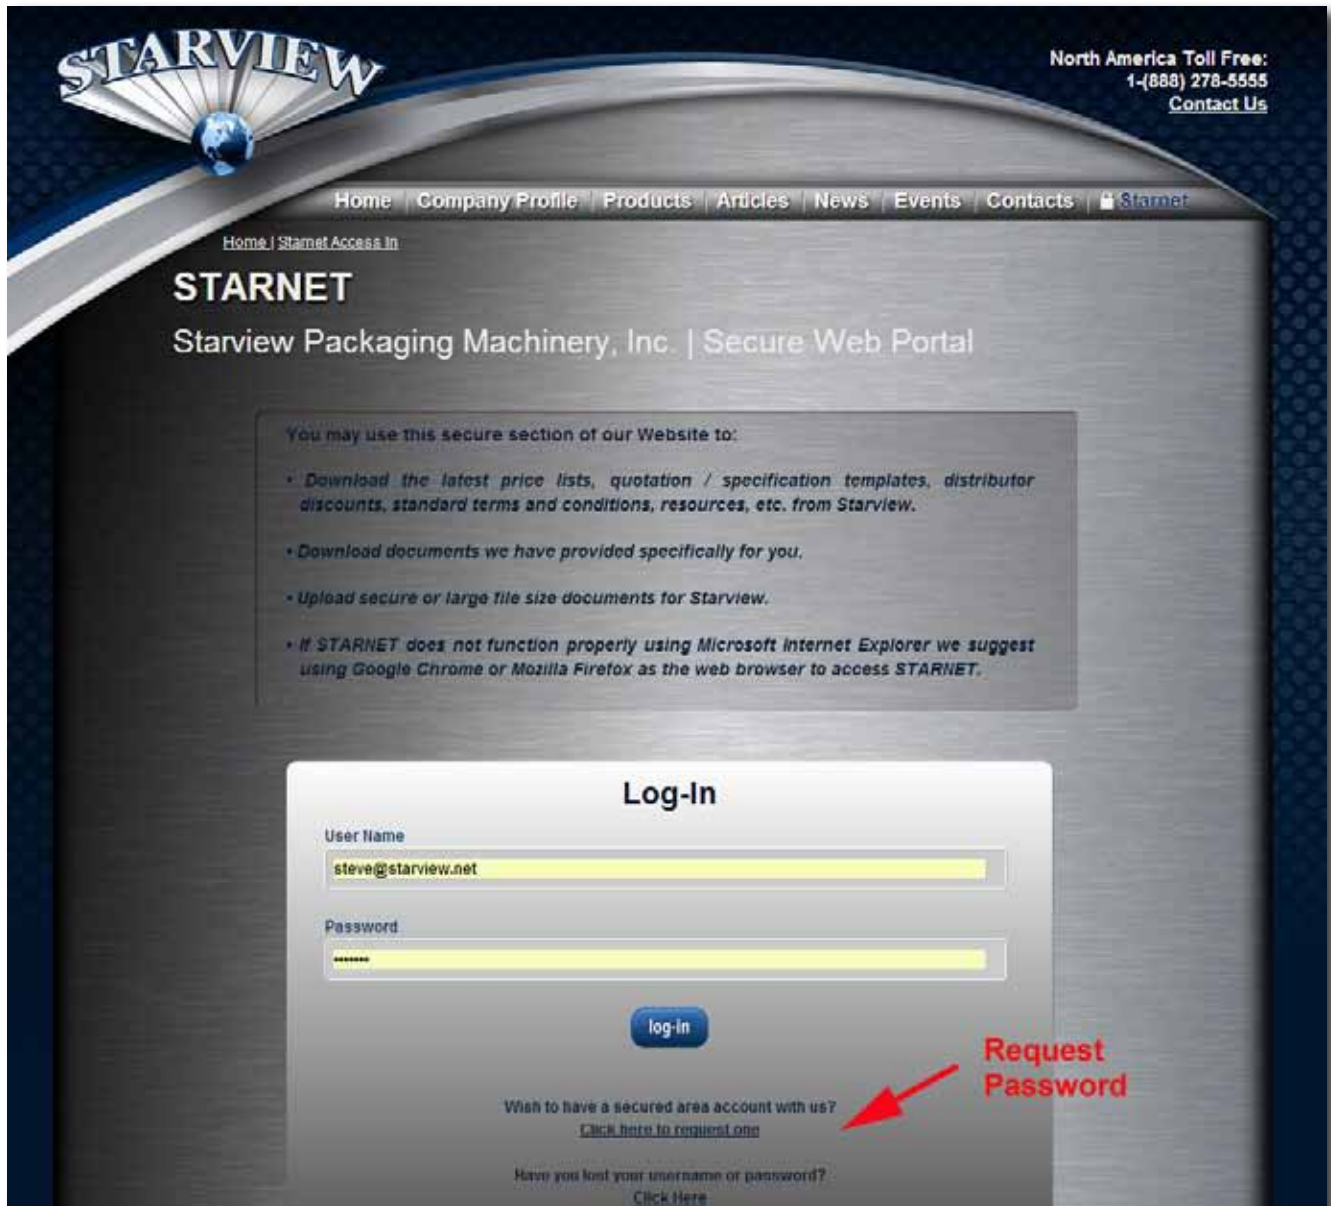 STARVIEW
North America Toll Free:
1-(888) 278-5555
Contact Us
Home | Company Profile | Products | Articles | News | Events | Contacts | Starnet
Home | Starnet Access In
STARNET
Starview Packaging Machinery, Inc. | Secure Web Portal
You may use this secure section of our Website to:
• Download the latest price lists, quotation / specification templates, distributor
discounts, standard terms and conditions, resources, etc. from Starview.
• Download documents we have provided specifically for you.
• Upload secure or large file size documents for Starview.
• If STARNET does not function properly using Microsoft Internet Explorer we suggest
using Google Chrome or Mozilla Firefox as the web browser to access STARNET.
Log-In
User Name
steve@starview.net
Password
•••••••
log-in
Request
Password
Wish to have a secured area account with us?
Click here to request one
Have you lost your username or password?
Click Here